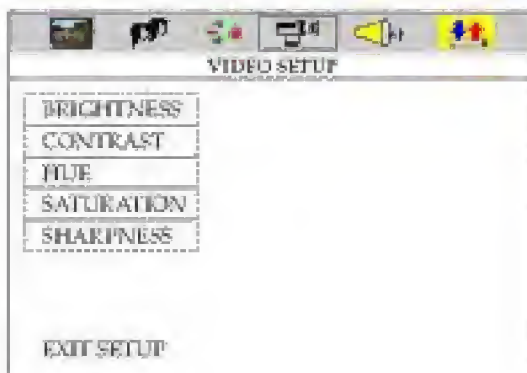 VIDEO SETUP
BRIGHTNESS
CONTRAST
HUE
SATURATION
SHARPNESS
EXIT SETUP